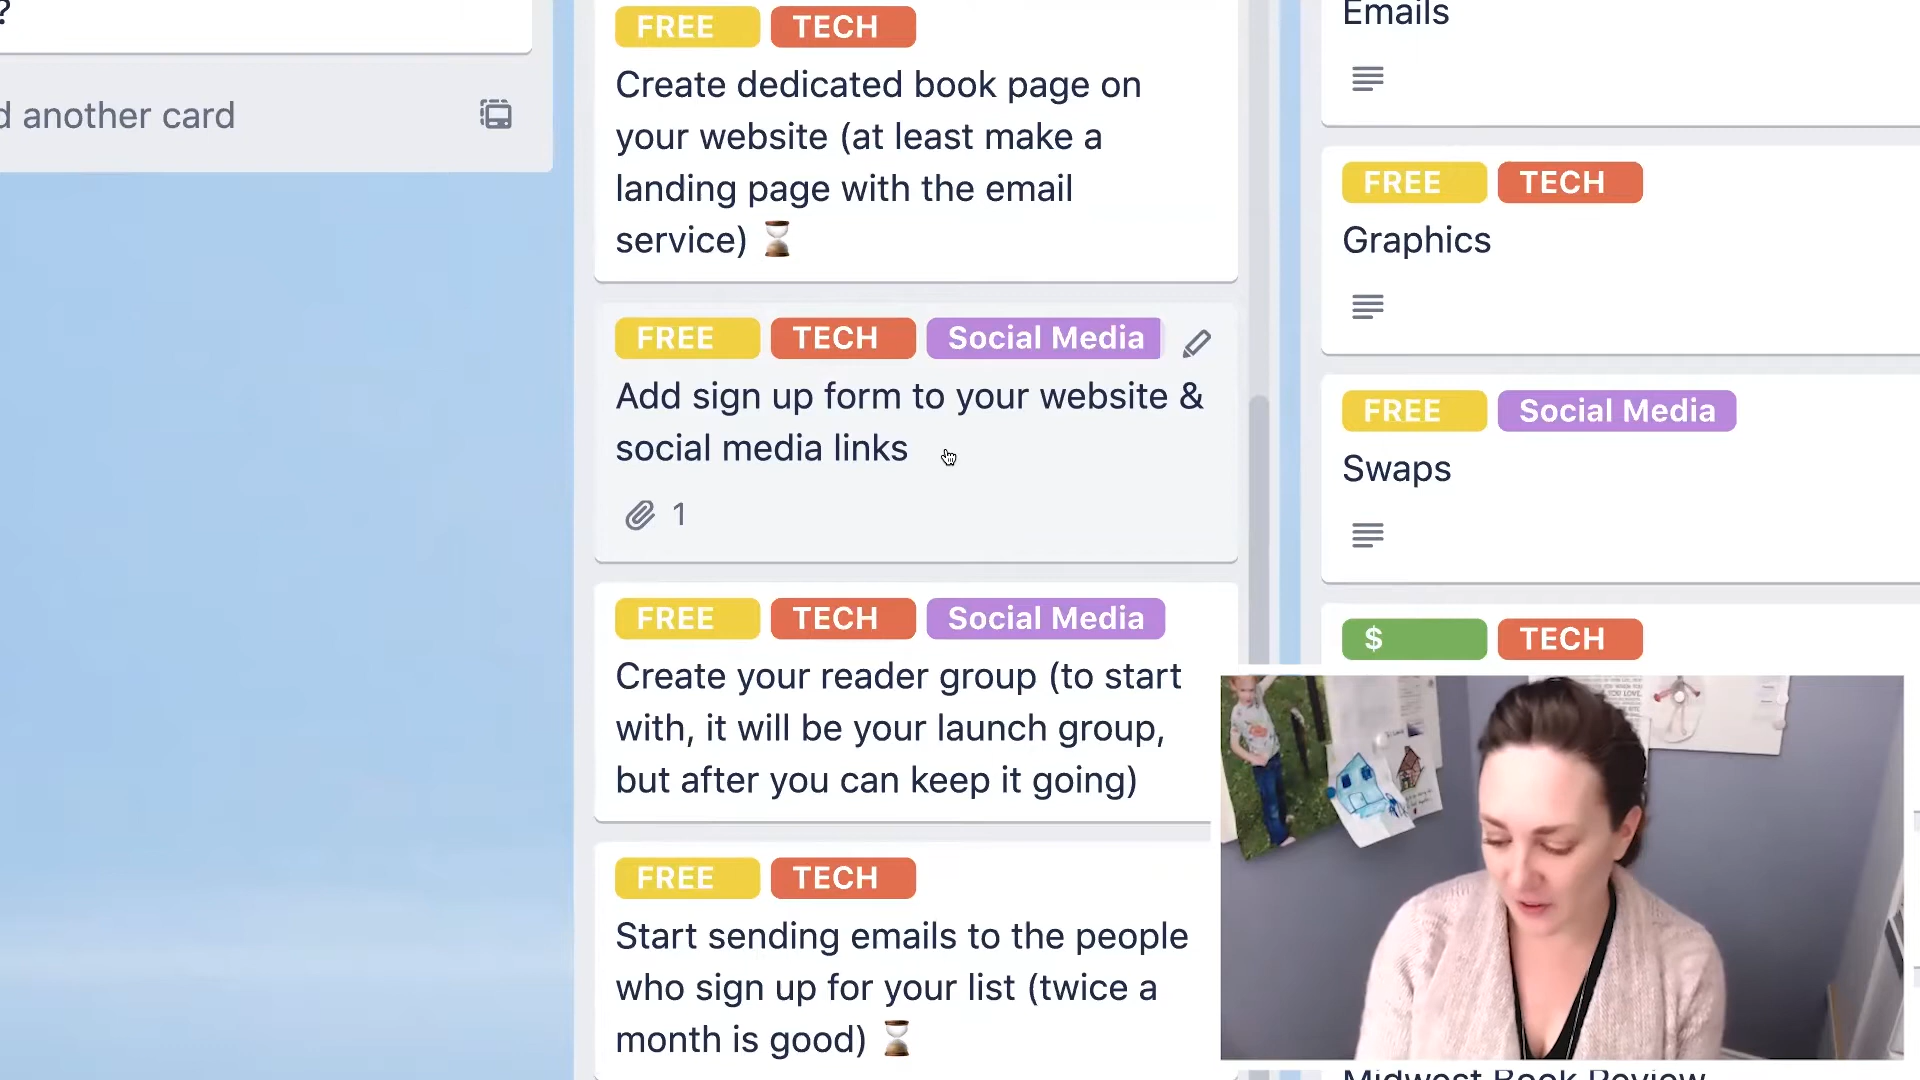 ?
d another card
FREE TECH
Create dedicated book page on
your website (at least make a
landing page with the email
service)
FREE TECH Social Media
Add sign up form to your website &
social media links
1
FREE TECH Social Media
Create your reader group (to start
with, it will be your launch group,
but after you can keep it going)
FREE TECH
Start sending emails to the people
who sign up for your list (twice a
month is good)
Emails
FREE TECH
Graphics
FREE Social Media
Swaps
$ TECH
Midwest Book Review